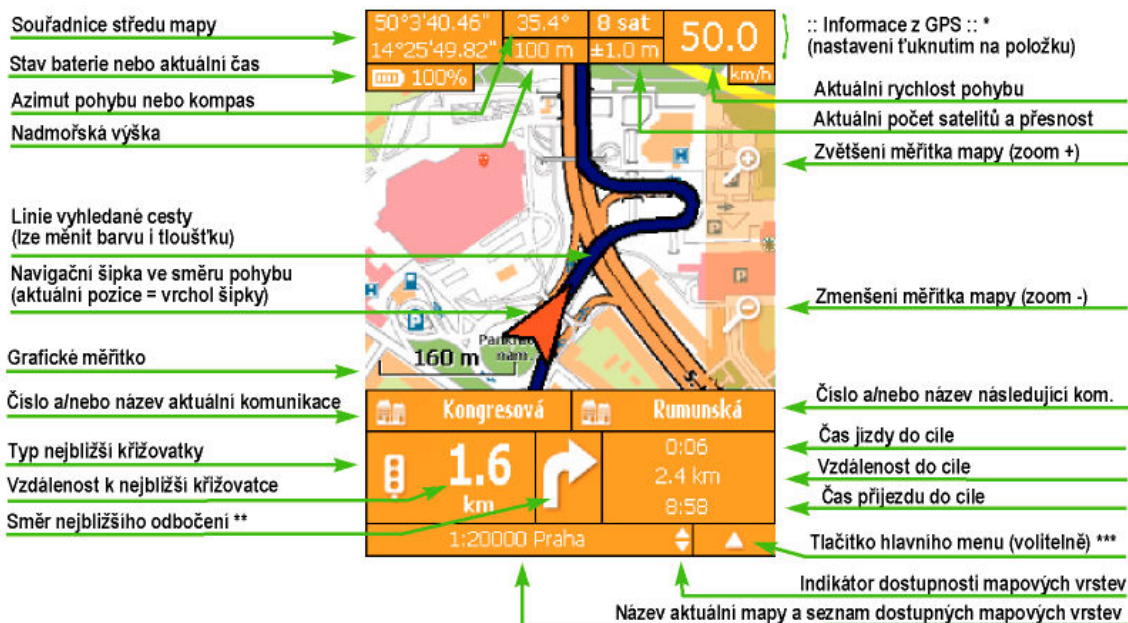 Souřadnice středu mapy
Stav baterie nebo aktuální čas
Azimut pohybu nebo kompas
Nadmořská výška
Linie vyhledané cesty
(lze měnit barvu i tloušťku)
Navigační šipka ve směru pohybu
(aktuální pozice = vrchol šipky)
Grafické měřítko
Číslo a/nebo název aktuální komunikace
Typ nejbližší křižovatky
Vzdálenost k nejbližší křižovatce
Směr nejbližšího odbočení **
50°3'40.46" 35.4° 8 sat 50.0
14°25'49.82" 100 m ±1.0 m
100% km/h
160 m nám.
Kongresová Rumunská
1.6
km
0:06
2.4 km
8:58
1:20000 Praha
:: Informace z GPS :: *
(nastavení ťuknutím na položku)
Aktuální rychlost pohybu
Aktuální počet satelitů a přesnost
Zvětšení měřítka mapy (zoom +)
Zmenšení měřítka mapy (zoom -)
Číslo a/nebo název následující kom.
Čas jízdy do cíle
Vzdálenost do cíle
Čas příjezdu do cíle
Tlačítko hlavního menu (volitelně) ***
Indikátor dostupnosti mapových vrstev
Název aktuální mapy a seznam dostupných mapových vrstev